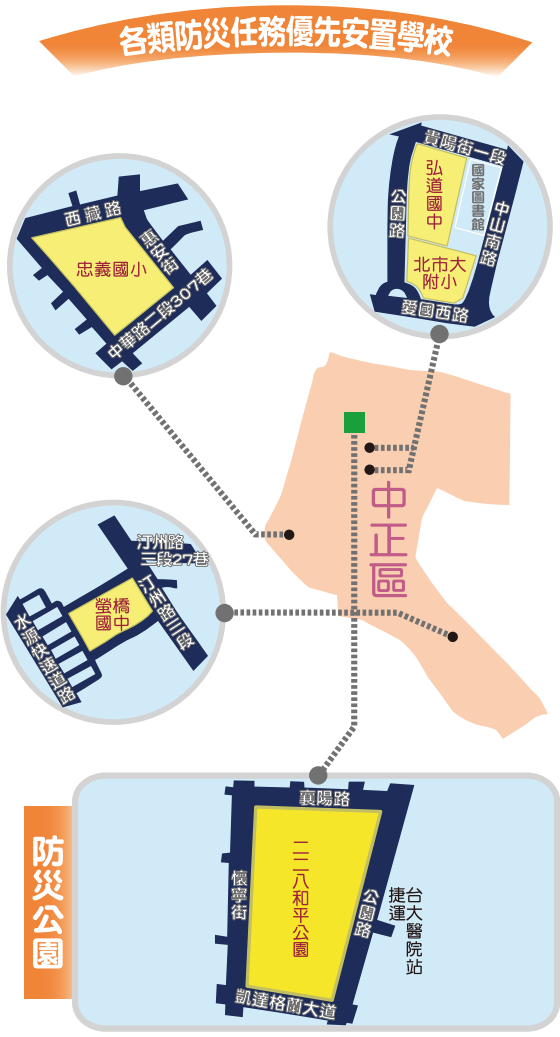 各類防災任務優先安置學校
西藏路
惠安街
忠義國小
中華路二段307巷
貴陽街一段
弘道
國中
國家圖書館
公園路
中山南路
北市大
附小
愛國西路
中正區
汀州路
三段27巷
螢橋
國中
汀州路三段
水源快速道路
防災公園
襄陽路
懷寧街
二二八和平公園
公園路
台大醫院站
捷運
凱達格蘭大道